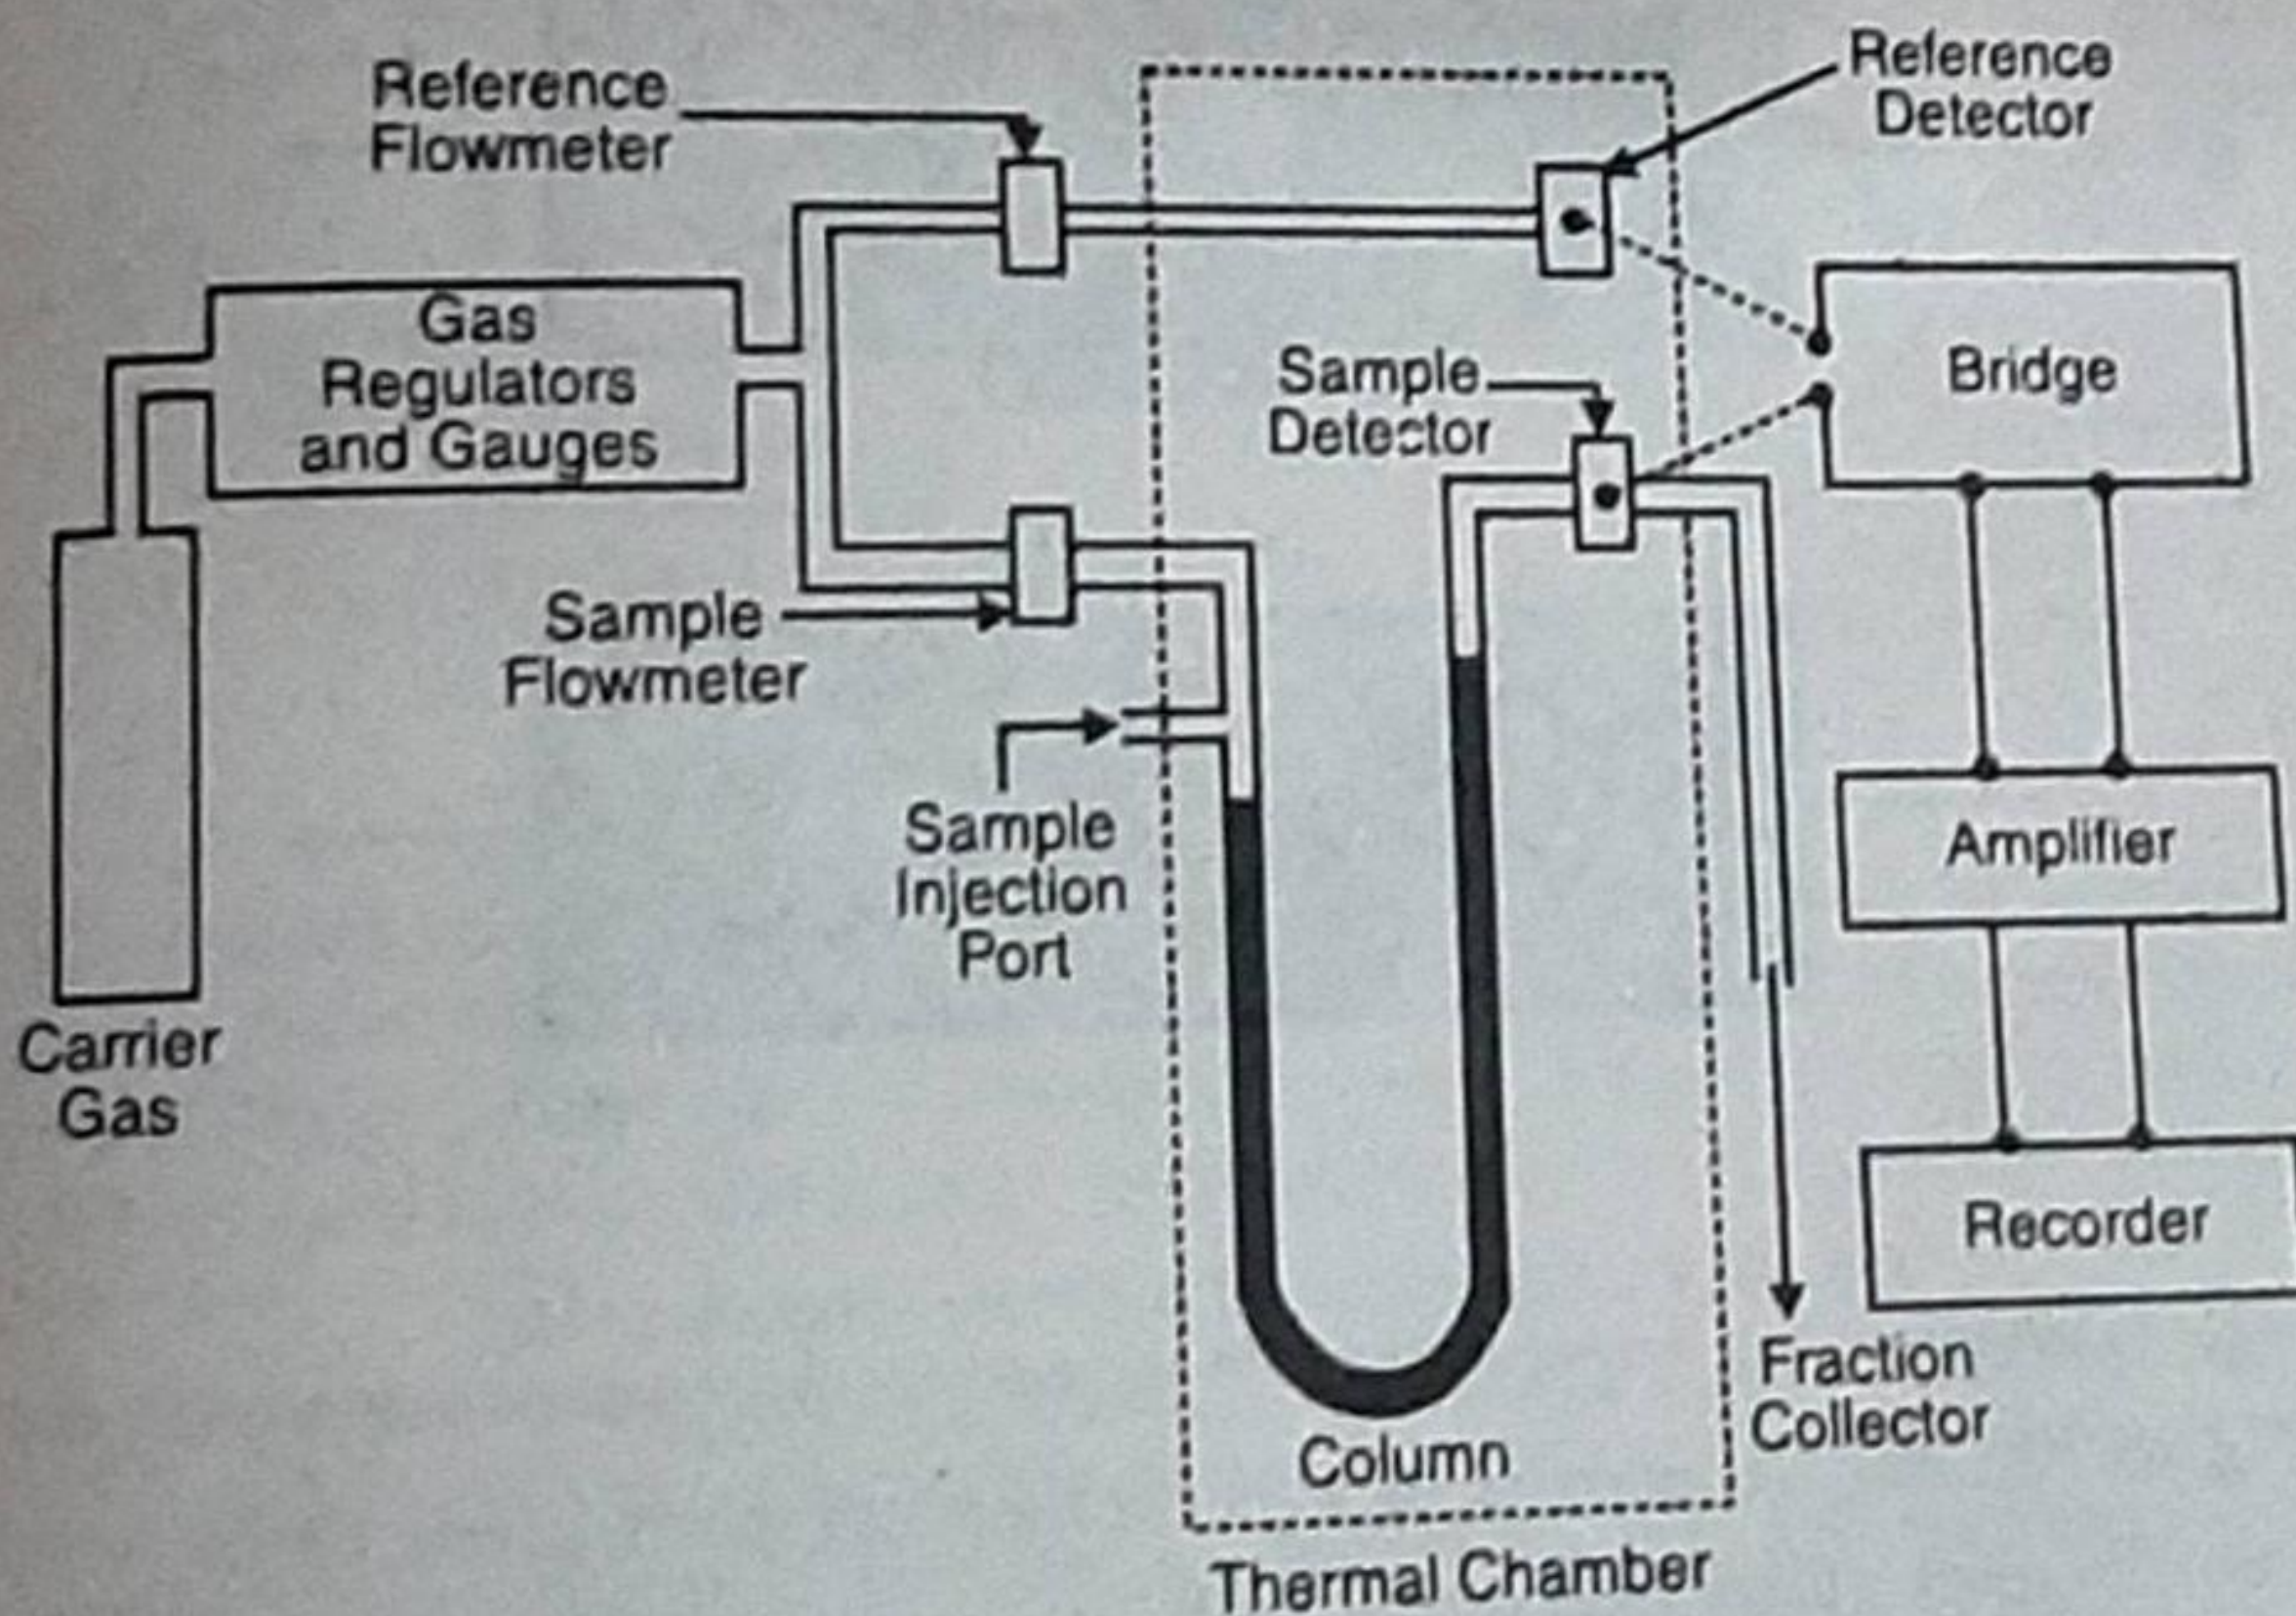 Reference
Flowmeter
Reference
Detector
Gas
Regulators
and Gauges
Bridge
Sample
Detector
Sample
Flowmeter
Sample
Injection
Port
Amplifier
Carrier
Gas
Recorder
Fraction
Collector
Column
Thermal Chamber